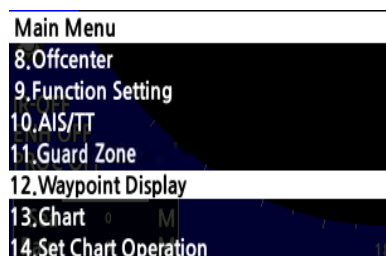 Main Menu
8.Offcenter
9.Function Setting
10.AIS/TT
11.Guard Zone
12.Waypoint Display
13.Chart
14.Set Chart Operation